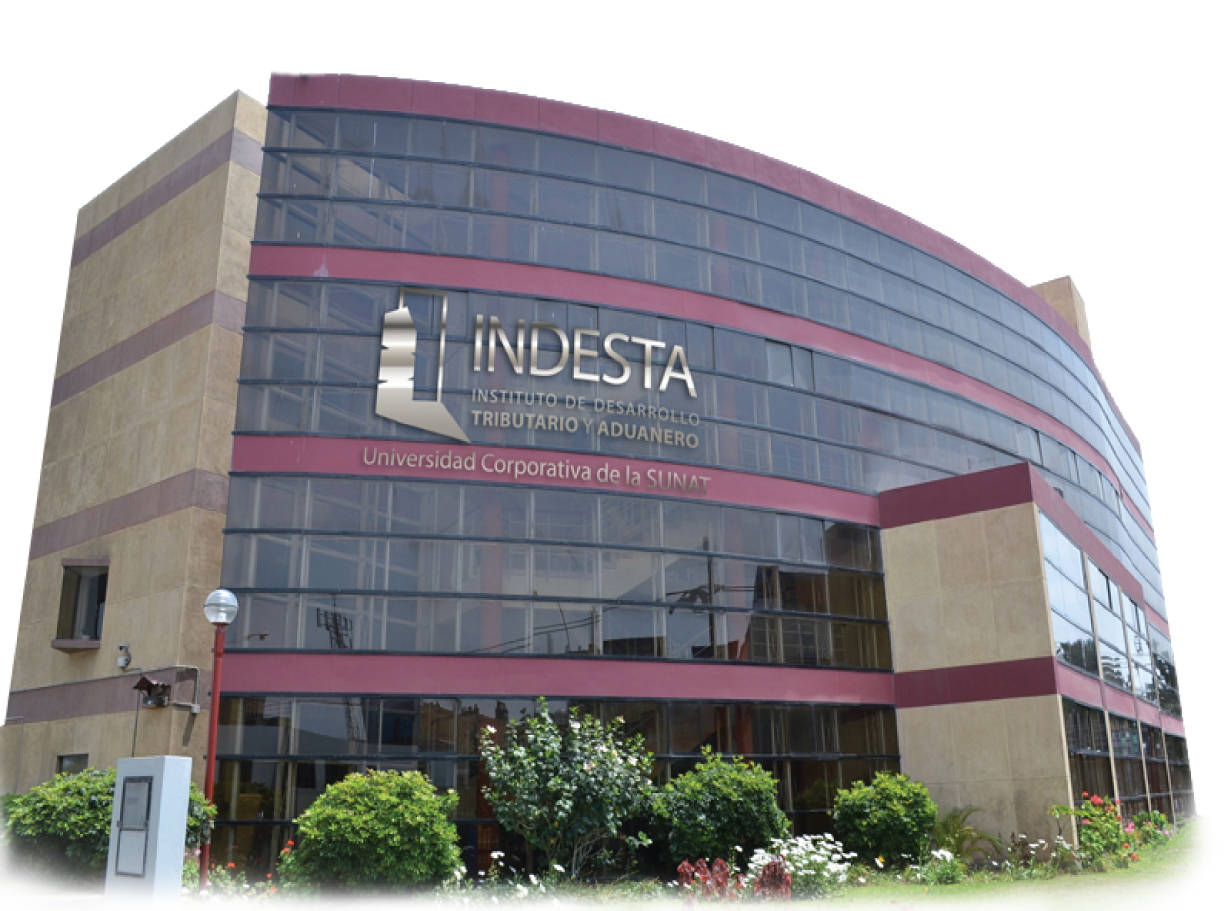 INDESTA
INSTITUTO DE DESARROLLO
TRIBUTARIO Y ADUANERO
Universidad Corporativa de la SUNAT